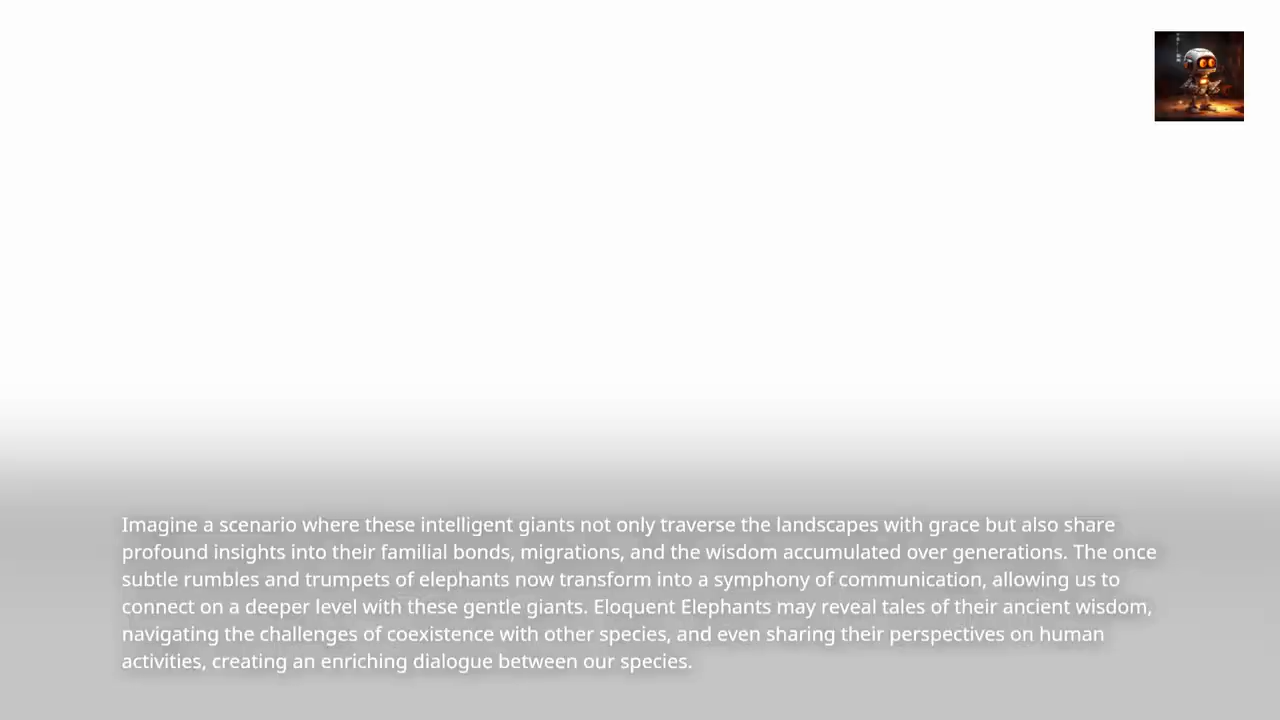 Imagine a scenario where these intelligent giants not only traverse the landscapes with grace but also share
profound insights into their familial bonds, migrations, and the wisdom accumulated over generations. The once
subtle rumbles and trumpets of elephants now transform into a symphony of communication, allowing us to
connect on a deeper level with these gentle giants. Eloquent Elephants may reveal tales of their ancient wisdom,
navigating the challenges of coexistence with other species, and even sharing their perspectives on human
activities, creating an enriching dialogue between our species.